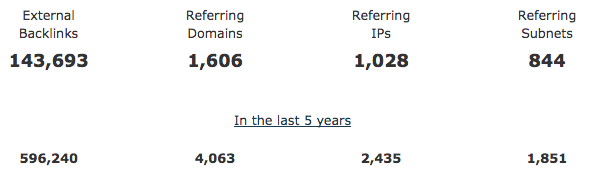 External Backlinks
Referring Domains
Referring IPs
Referring Subnets
143,693
1,606
1,028
844
In the last 5 years
596,240
4,063
2,435
1,851